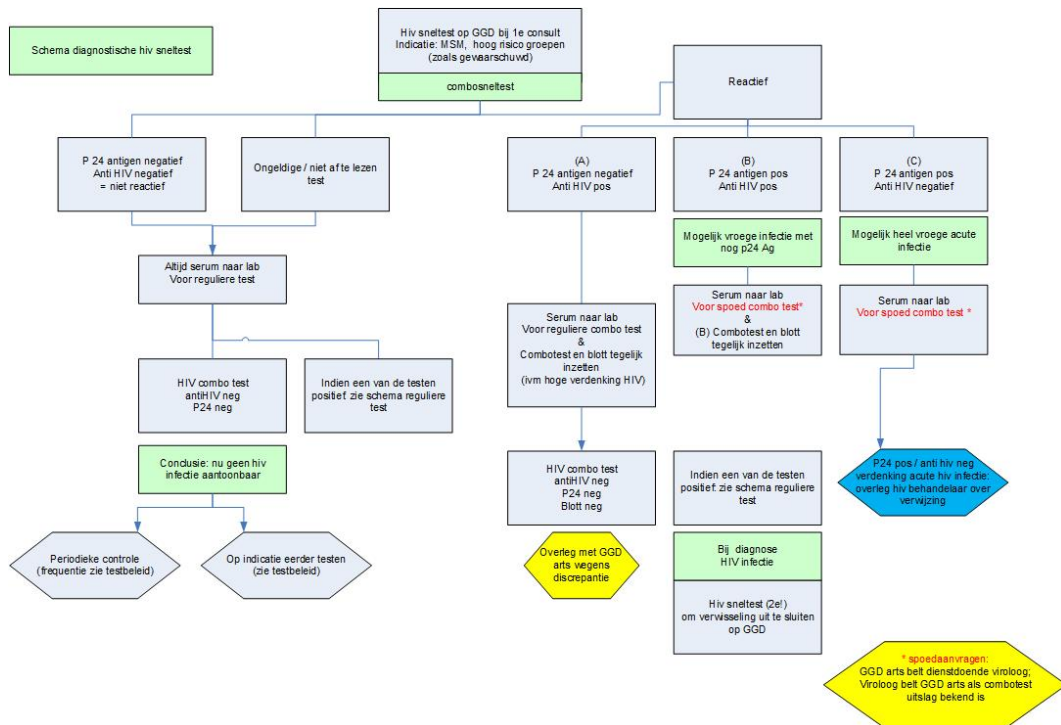 Schema diagnostische hiv sneltest
Hiv sneltest op GGD bij 1e consult
Indicatie: MSM, hoog risico groepen
(zoals gewaarschuwd)
combosneltest
Reactief
P 24 antigen negatief
Anti HIV negatief
= niet reactief
Ongeldige / niet af te lezen
test
(A)
P 24 antigen negatief
Anti HIV pos
(B)
P 24 antigen pos
Anti HIV pos
(C)
P 24 antigen pos
Anti HIV negatief
Mogelijk vroege infectie met
nog p24 Ag
Mogelijk heel vroege acute
infectie
Altijd serum naar lab
Voor reguliere test
Serum naar lab
Voor reguliere combo test
&
Combotest en blott tegelijk
inzetten
(ivm hoge verdenking HIV)
Serum naar lab
Voor spoed combo test*
&
(B) Combotest en blott
tegelijk inzetten
Serum naar lab
Voor spoed combo test *
HIV combo test
antiHIV neg
P24 neg
Indien een van de testen
positief: zie schema reguliere
test
Conclusie: nu geen hiv
infectie aantoonbaar
HIV combo test
antiHIV neg
P24 neg
Blott neg
Indien een van de testen
positief: zie schema reguliere
test
P24 pos / anti hiv neg
verdenking acute hiv infectie:
overleg hiv behandelaar over
verwijzing
Periodieke controle
(frequentie zie testbeleid)
Op indicatie eerder testen
(zie testbeleid)
Overleg met GGD
arts wegens
discrepantie
Bij diagnose
HIV infectie
Hiv sneltest (2e!)
om verwisseling uit te sluiten
op GGD
* spoedaanvragen:
GGD arts belt dienstdoende viroloog;
Viroloog belt GGD arts als combotest
uitslag bekend is